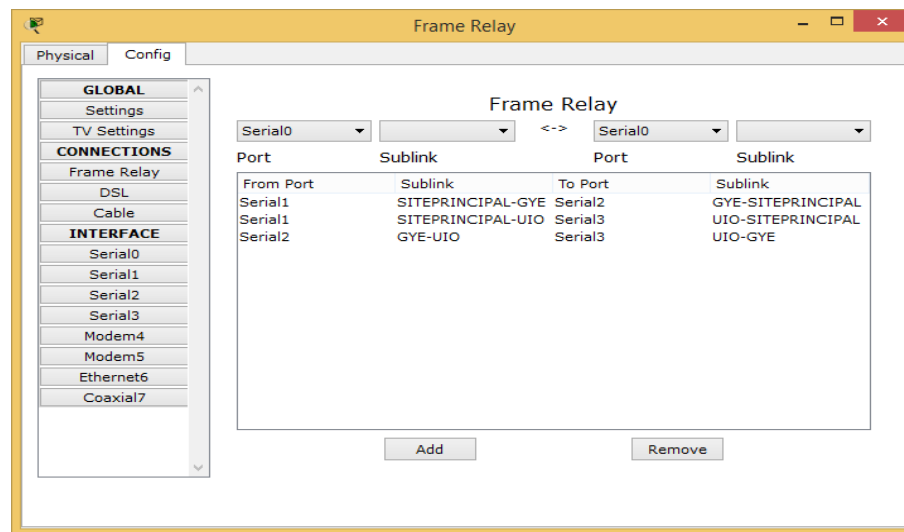 Frame Relay
Physical Config
GLOBAL
Settings
TV Settings
CONNECTIONS
Frame Relay
DSL
Cable
INTERFACE
Serial0
Serial1
Serial2
Serial3
Modem4
Modem5
Ethernet6
Coaxial7
Frame Relay
Serial0 <-> Serial0
Port Sublink Port Sublink
From Port Sublink To Port Sublink
Serial1 SITEPRINCIPAL-GYE Serial2 GYE-SITEPRINCIPAL
Serial1 SITEPRINCIPAL-UIO Serial3 UIO-SITEPRINCIPAL
Serial2 GYE-UIO Serial3 UIO-GYE
Add Remove